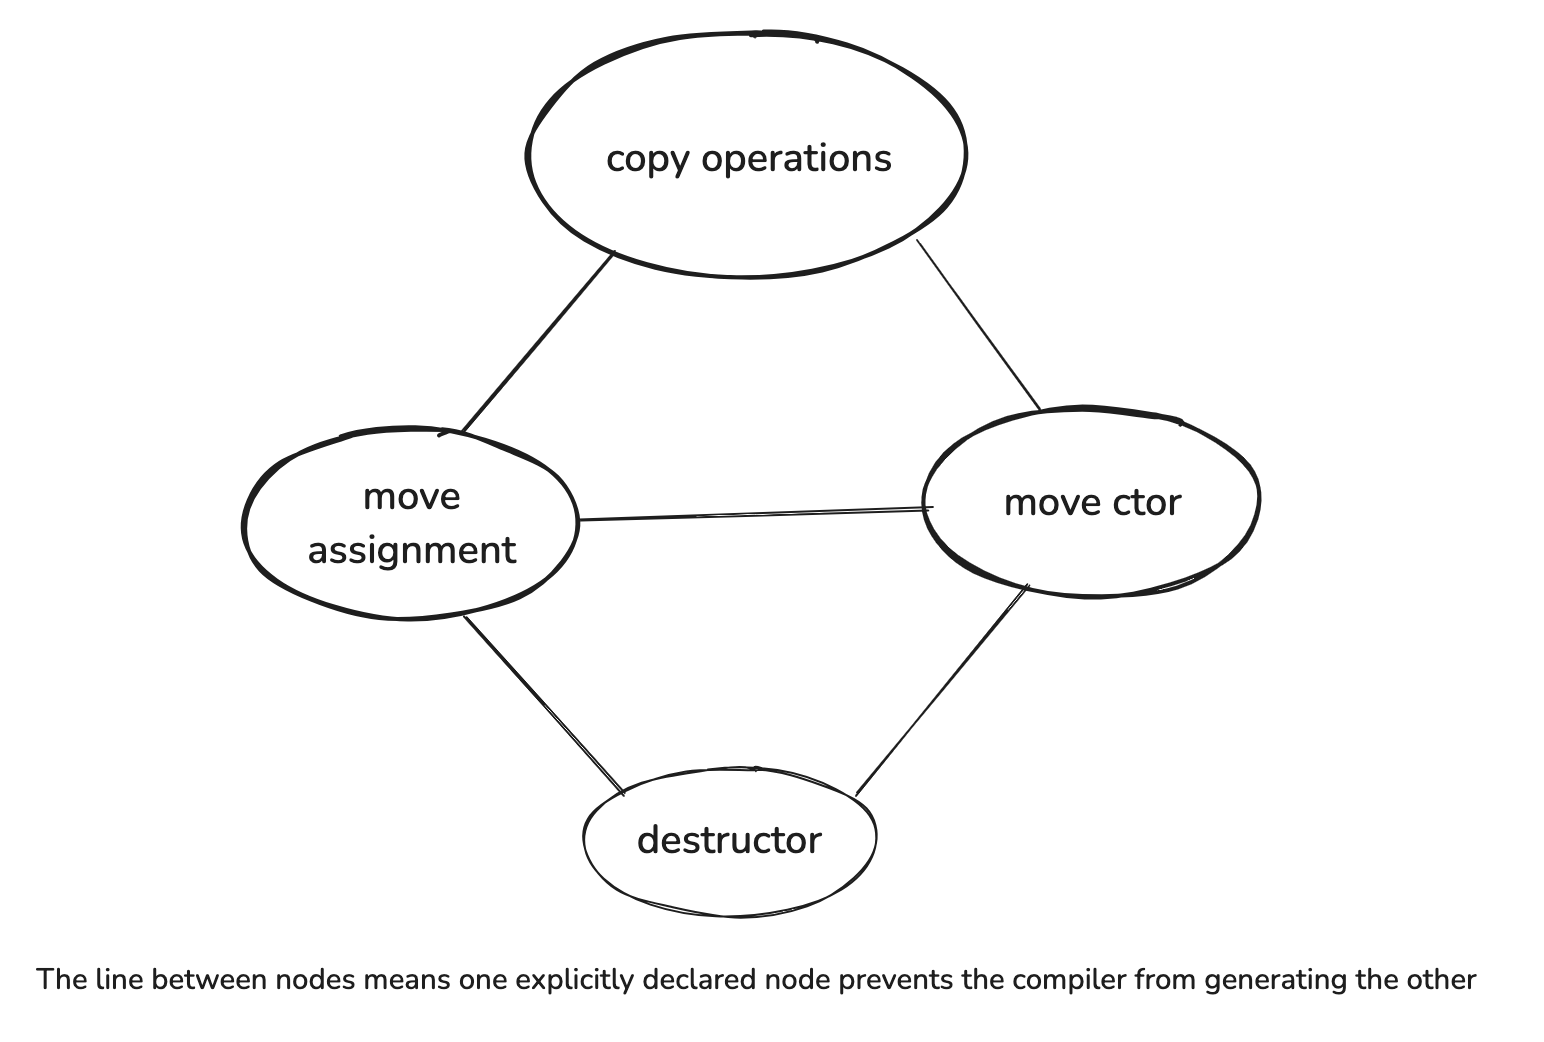 copy operations
move
assignment
move ctor
destructor
The line between nodes means one explicitly declared node prevents the compiler from generating the other